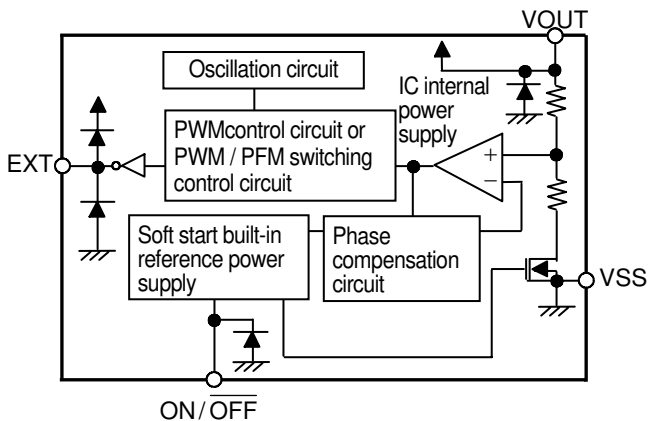 VOUT
Oscillation circuit
IC internal
power
supply
PWMcontrol circuit or
PWM / PFM switching
control circuit
EXT
+
−
Soft start built-in
reference power
supply
Phase
compensation
circuit
VSS
ON/OFF